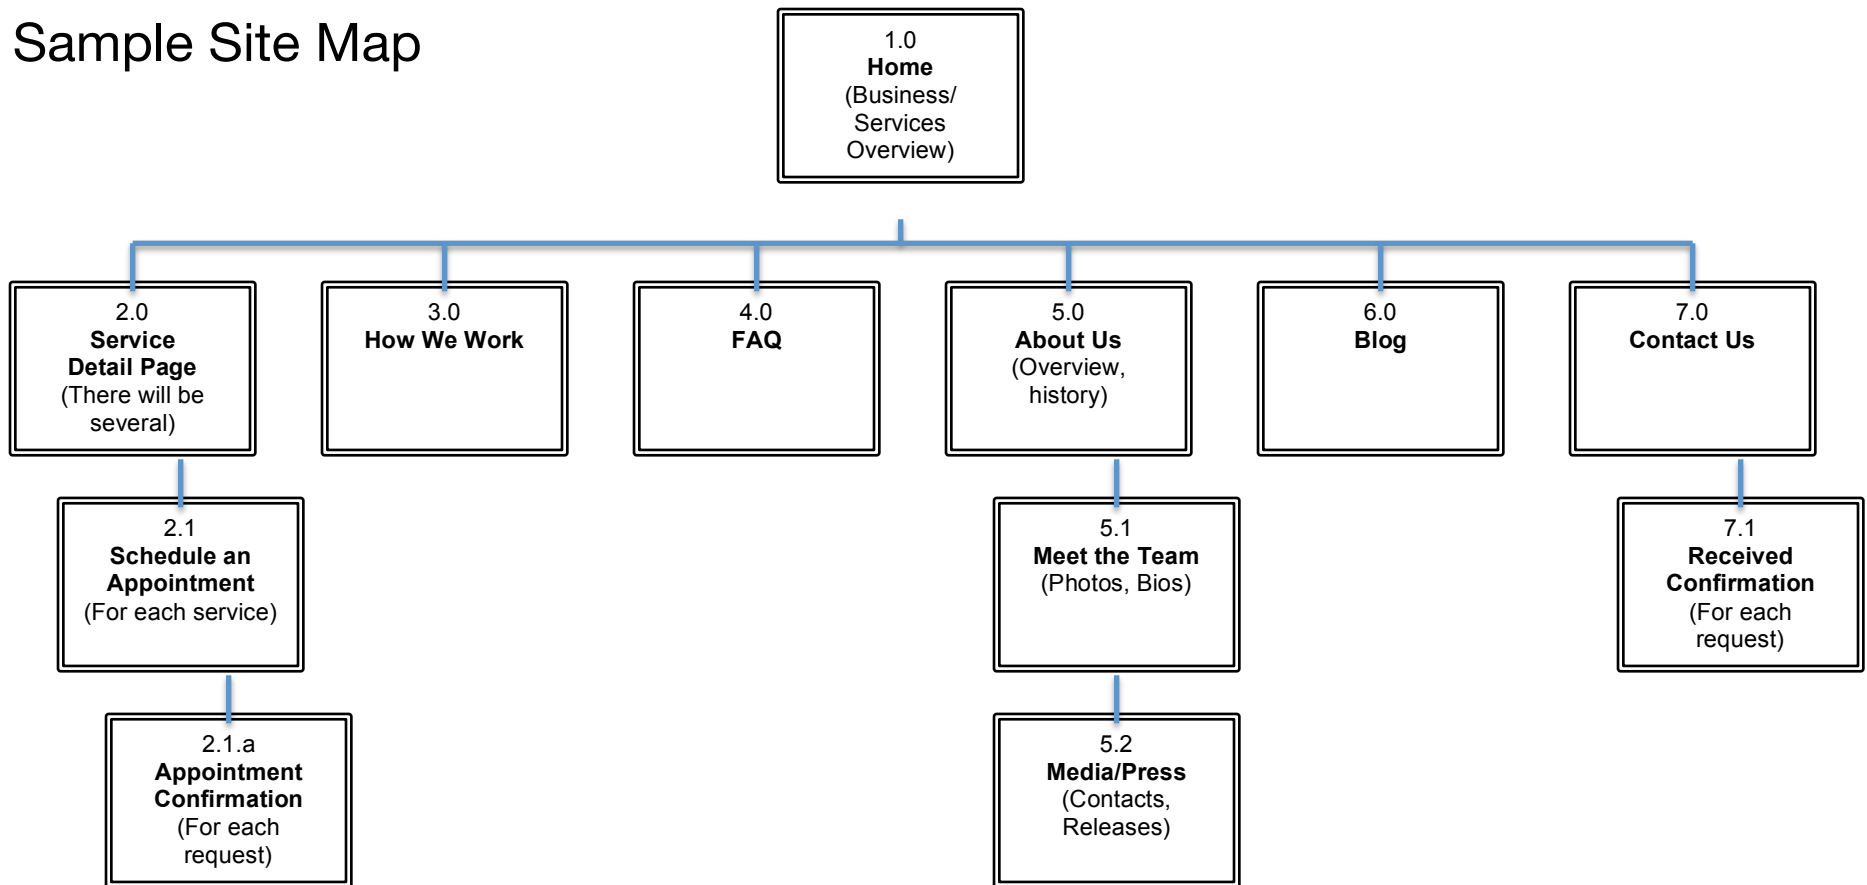 Sample Site Map
1.0
Home
(Business/
Services
Overview)
2.0
Service
Detail Page
(There will be
several)
3.0
How We Work
4.0
FAQ
5.0
About Us
(Overview,
history)
6.0
Blog
7.0
Contact Us
2.1
Schedule an
Appointment
(For each service)
5.1
Meet the Team
(Photos, Bios)
7.1
Received
Confirmation
(For each
request)
2.1.a
Appointment
Confirmation
(For each
request)
5.2
Media/Press
(Contacts,
Releases)